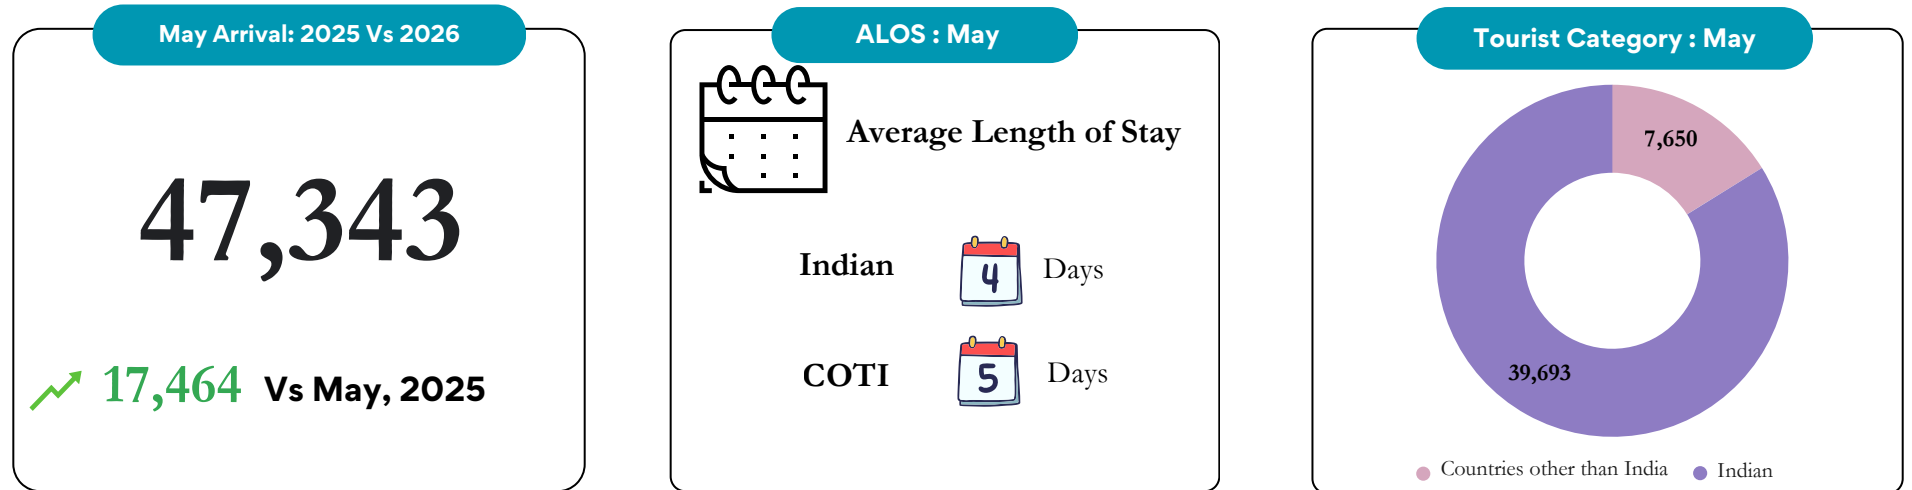 May Arrival: 2025 Vs 2026
47,343
17,464 Vs May, 2025
ALOS : May
Average Length of Stay
Indian 4 Days
COTI 5 Days
Tourist Category : May
7,650
39,693
Countries other than India Indian